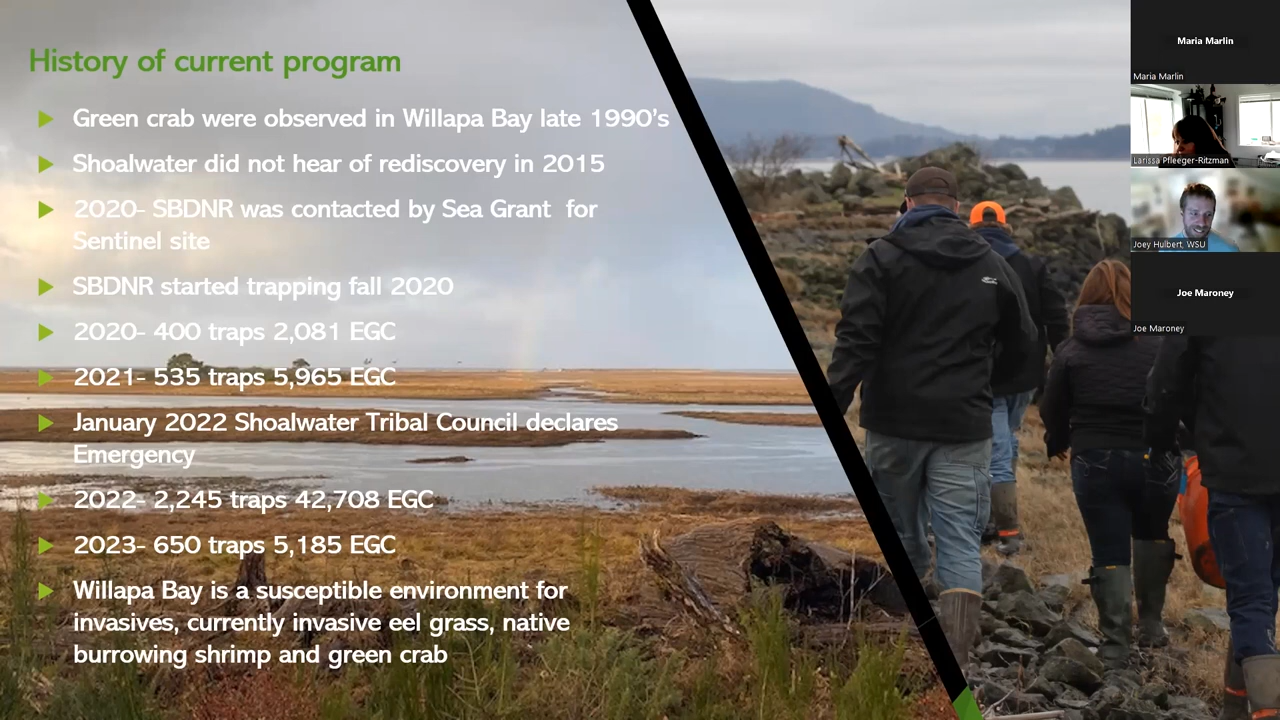 History of current program
Green crab were observed in Willapa Bay late 1990's
Shoalwater did not hear of rediscovery in 2015
2020- SBDNR was contacted by Sea Grant for
Sentinel site
SBDNR started trapping fall 2020
2020- 400 traps 2,081 EGC
2021- 535 traps 5,965 EGC
January 2022 Shoalwater Tribal Council declares
Emergency
2022- 2,245 traps 42,708 EGC
2023- 650 traps 5,185 EGC
Willapa Bay is a susceptible environment for
invasives, currently invasive eel grass, native
burrowing shrimp and green crab
Maria Marlin
Maria Marlin
Larissa Pfleeger-Ritzman
Joey Hulbert, WSU
Joe Maroney
Joe Maroney